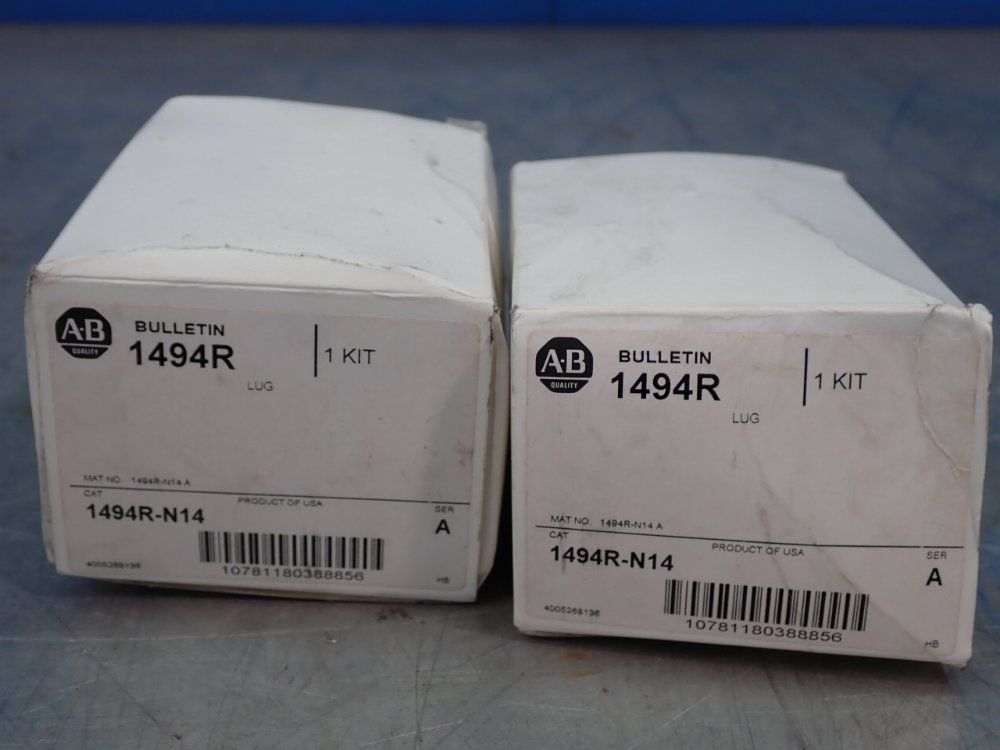 A-B
QUALITY
BULLETIN
1494R
1 KIT
LUG
MAT NO. 1494R-N14 A
CAT
PRODUCT OF USA
SER
1494R-N14
A
10781180388856
4005268136
HB
A-B
QUALITY
BULLETIN
1494R
1 KIT
LUG
MAT NO. 1494R-N14 A
CAT
PRODUCT OF USA
SER
1494R-N14
A
10781180388856
4005268136
HB